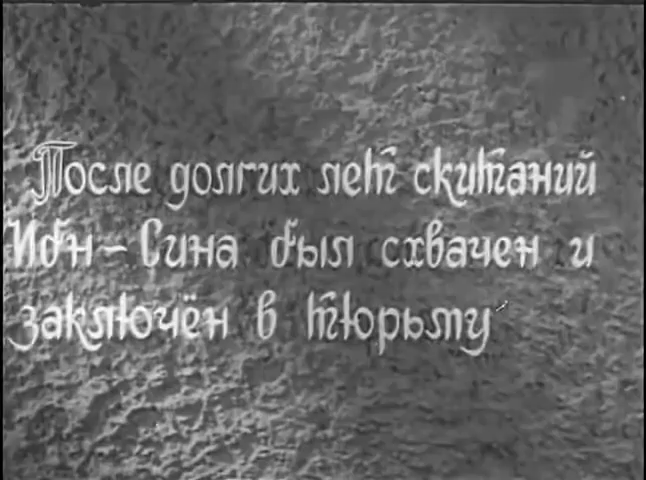 После долгих лет скитаний
Ибн-Сина был схвачен и
заключён в тюрьму